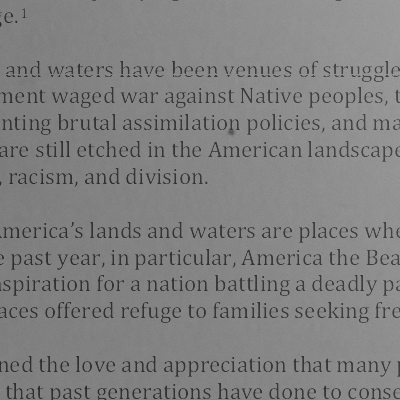 ge.¹
and waters have been venues of struggle
ment waged war against Native peoples, t
nting brutal assimilation policies, and ma
are still etched in the American landscape
, racism, and division.
America's lands and waters are places whe
e past year, in particular, America the Bea
nspiration for a nation battling a deadly pa
aces offered refuge to families seeking fre
ned the love and appreciation that many p
that past generations have done to conse